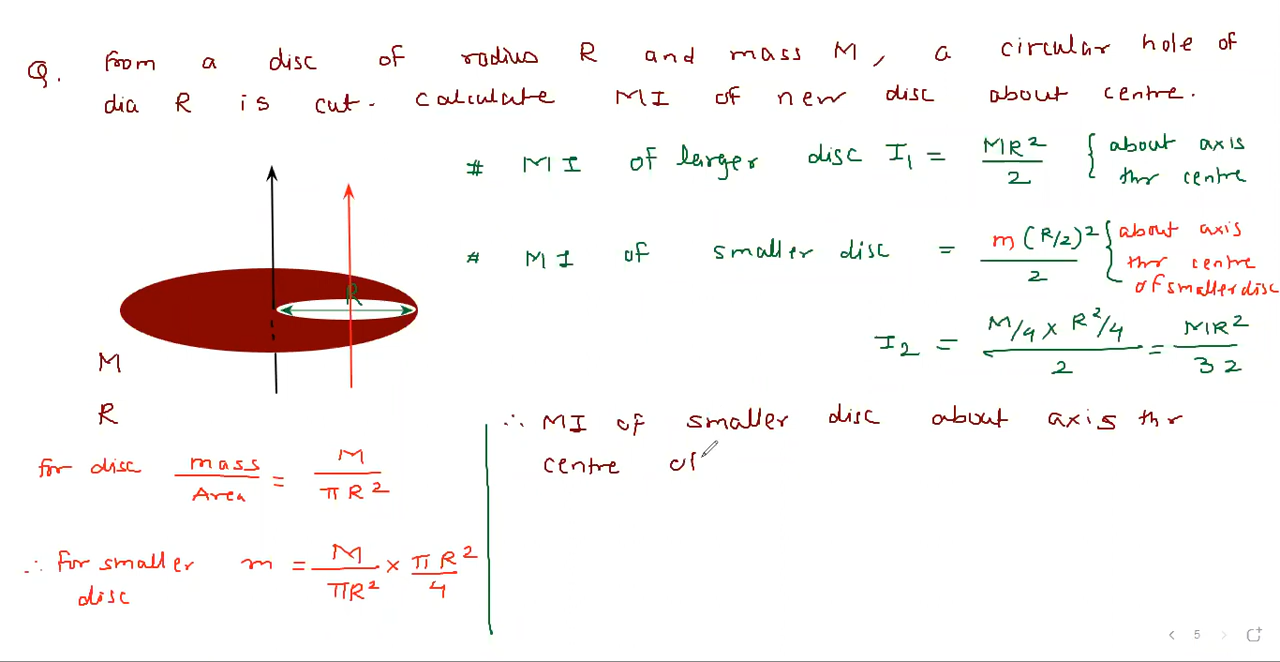 Q. From a disc of radius R and mass M, a circular hole of
dia R is cut. Calculate MI of new disc about centre.
# MI of larger disc I₁ = MR²/2 { about axis
thr centre
# MI of smaller disc = m(R/2)²/2 { about axis
thr centre
of smaller disc
R
I₂ = (M/4 × R²/4)/2 = MR²/32
M
R
∴ MI of smaller disc about axis thr
centre of
for disc mass/Area = M/πR²
∴ for smaller m = M/πR² × πR²/4
disc
< 5 >